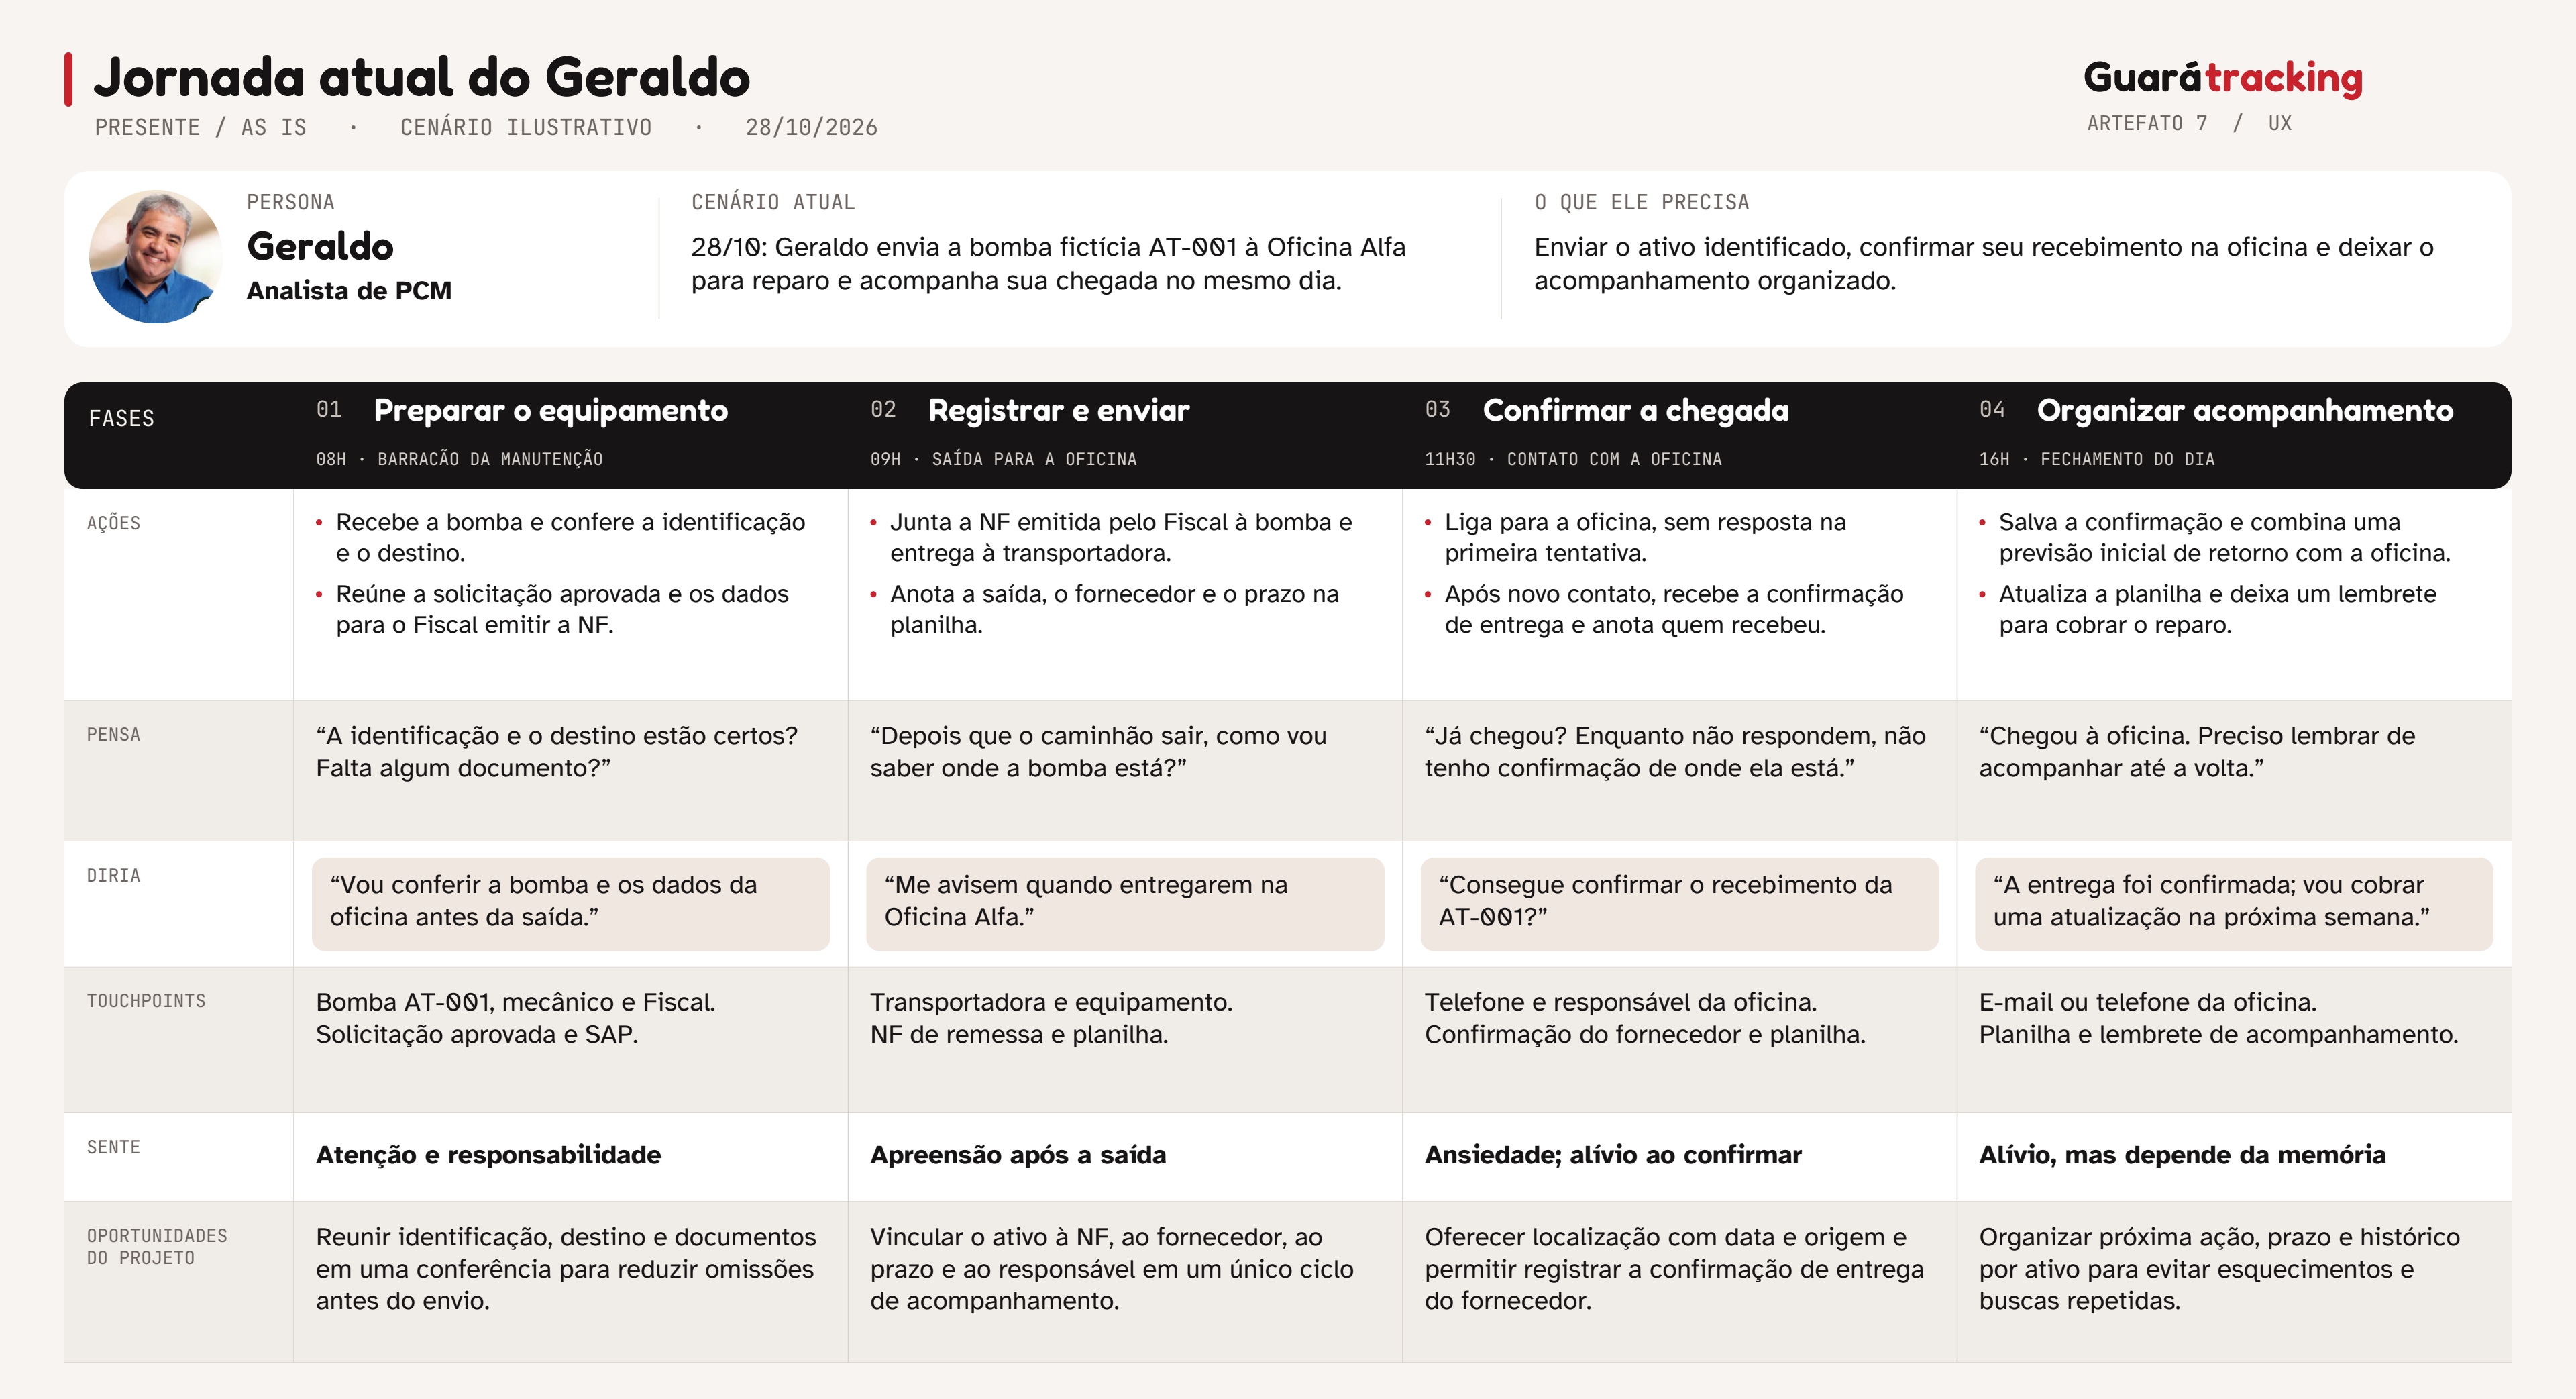 Jornada atual do Geraldo
PRESENTE / AS IS · CENÁRIO ILUSTRATIVO · 28/10/2026
Guarátracking
ARTEFATO 7 / UX
PERSONA
Geraldo
Analista de PCM
CENÁRIO ATUAL
28/10: Geraldo envia a bomba fictícia AT-001 à Oficina Alfa
para reparo e acompanha sua chegada no mesmo dia.
O QUE ELE PRECISA
Enviar o ativo identificado, confirmar seu recebimento na oficina e deixar o
acompanhamento organizado.
FASES
01 Preparar o equipamento
08H · BARRACÃO DA MANUTENÇÃO
02 Registrar e enviar
09H · SAÍDA PARA A OFICINA
03 Confirmar a chegada
11H30 · CONTATO COM A OFICINA
04 Organizar acompanhamento
16H · FECHAMENTO DO DIA
AÇÕES
• Recebe a bomba e confere a identificação
e o destino.
• Reúne a solicitação aprovada e os dados
para o Fiscal emitir a NF.
• Junta a NF emitida pelo Fiscal à bomba e
entrega à transportadora.
• Anota a saída, o fornecedor e o prazo na
planilha.
• Liga para a oficina, sem resposta na
primeira tentativa.
• Após novo contato, recebe a confirmação
de entrega e anota quem recebeu.
• Salva a confirmação e combina uma
previsão inicial de retorno com a oficina.
• Atualiza a planilha e deixa um lembrete
para cobrar o reparo.
PENSA
“A identificação e o destino estão certos?
Falta algum documento?”
“Depois que o caminhão sair, como vou
saber onde a bomba está?”
“Já chegou? Enquanto não respondem, não
tenho confirmação de onde ela está.”
“Chegou à oficina. Preciso lembrar de
acompanhar até a volta.”
DIRIA
“Vou conferir a bomba e os dados da
oficina antes da saída.”
“Me avisem quando entregarem na
Oficina Alfa.”
“Consegue confirmar o recebimento da
AT-001?”
“A entrega foi confirmada; vou cobrar
uma atualização na próxima semana.”
TOUCHPOINTS
Bomba AT-001, mecânico e Fiscal.
Solicitação aprovada e SAP.
Transportadora e equipamento.
NF de remessa e planilha.
Telefone e responsável da oficina.
Confirmação do fornecedor e planilha.
E-mail ou telefone da oficina.
Planilha e lembrete de acompanhamento.
SENTE
Atenção e responsabilidade
Apreensão após a saída
Ansiedade; alívio ao confirmar
Alívio, mas depende da memória
OPORTUNIDADES
DO PROJETO
Reunir identificação, destino e documentos
em uma conferência para reduzir omissões
antes do envio.
Vincular o ativo à NF, ao fornecedor, ao
prazo e ao responsável em um único ciclo
de acompanhamento.
Oferecer localização com data e origem e
permitir registrar a confirmação de entrega
do fornecedor.
Organizar próxima ação, prazo e histórico
por ativo para evitar esquecimentos e
buscas repetidas.